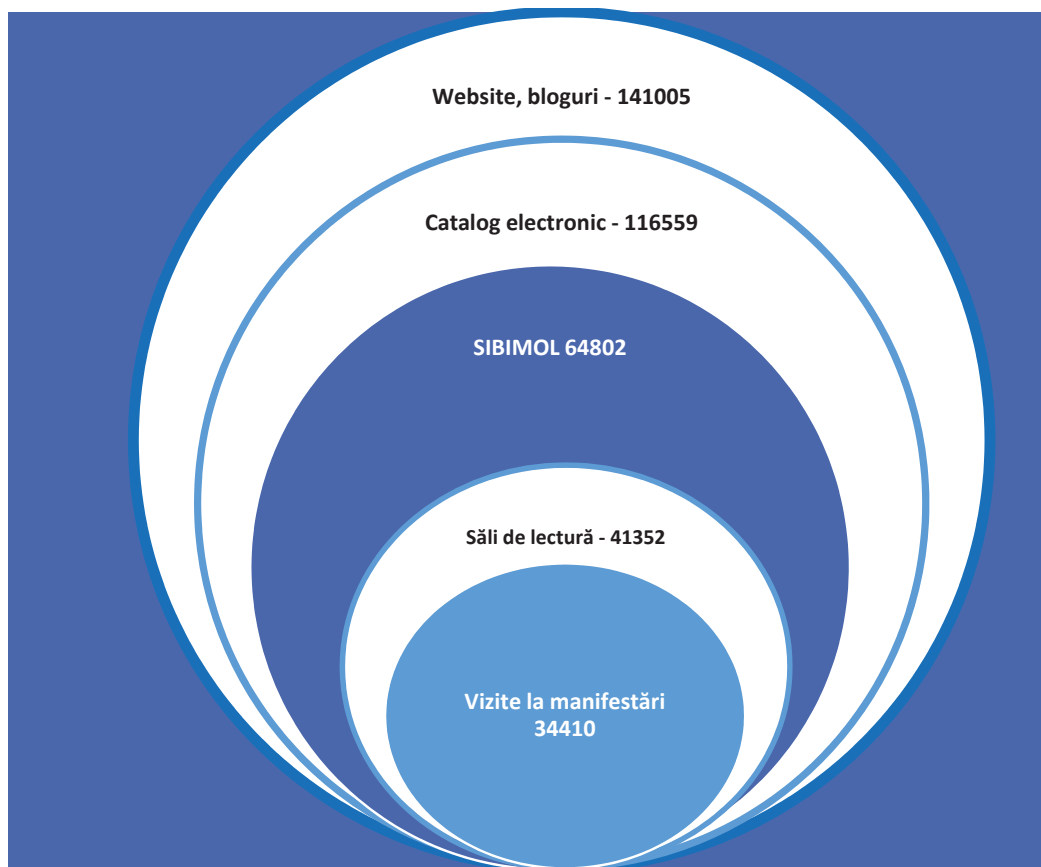 Website, bloguri - 141005
Catalog electronic - 116559
SIBIMOL 64802
Săli de lectură - 41352
Vizite la manifestări
34410